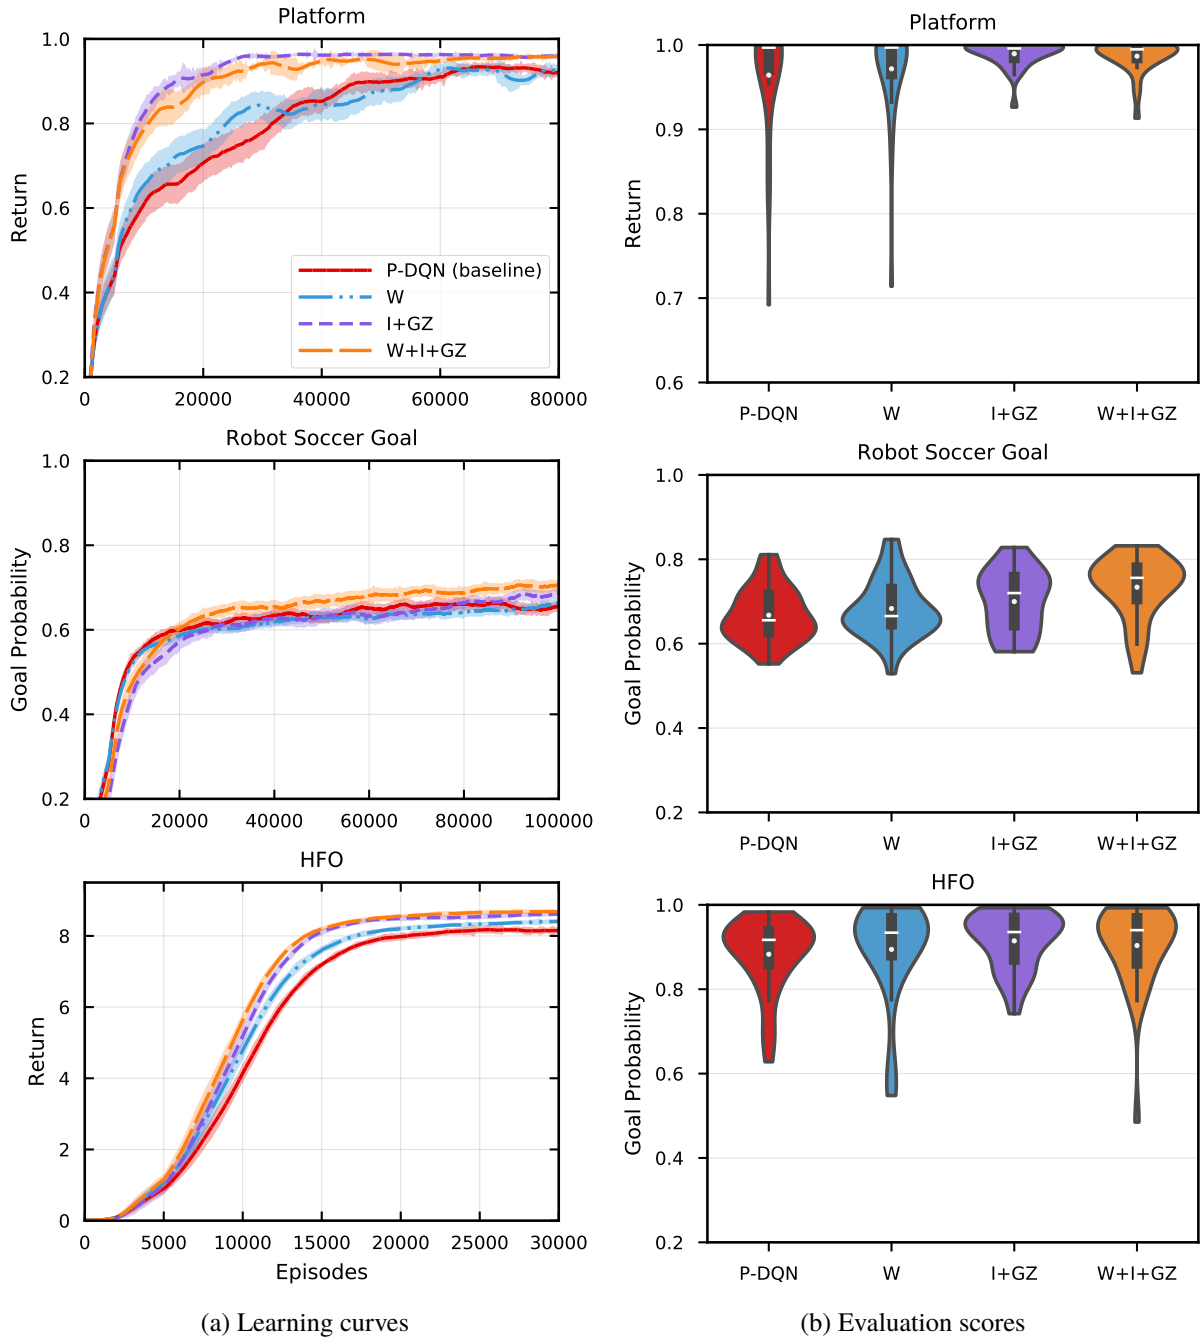 Platform
1.0
0.8
0.6
0.4
0.2
Return
0
20000
40000
60000
80000
P-DQN (baseline)
W
I+GZ
W+I+GZ
Platform
1.0
0.9
0.8
0.7
0.6
Return
P-DQN
W
I+GZ
W+I+GZ
Robot Soccer Goal
1.0
0.8
0.6
0.4
0.2
Goal Probability
0
20000
40000
60000
80000
100000
Robot Soccer Goal
1.0
0.8
0.6
0.4
0.2
Goal Probability
P-DQN
W
I+GZ
W+I+GZ
HFO
8
6
4
2
0
Return
0
5000
10000
15000
20000
25000
30000
Episodes
HFO
1.0
0.8
0.6
0.4
0.2
Goal Probability
P-DQN
W
I+GZ
W+I+GZ
(a) Learning curves
(b) Evaluation scores